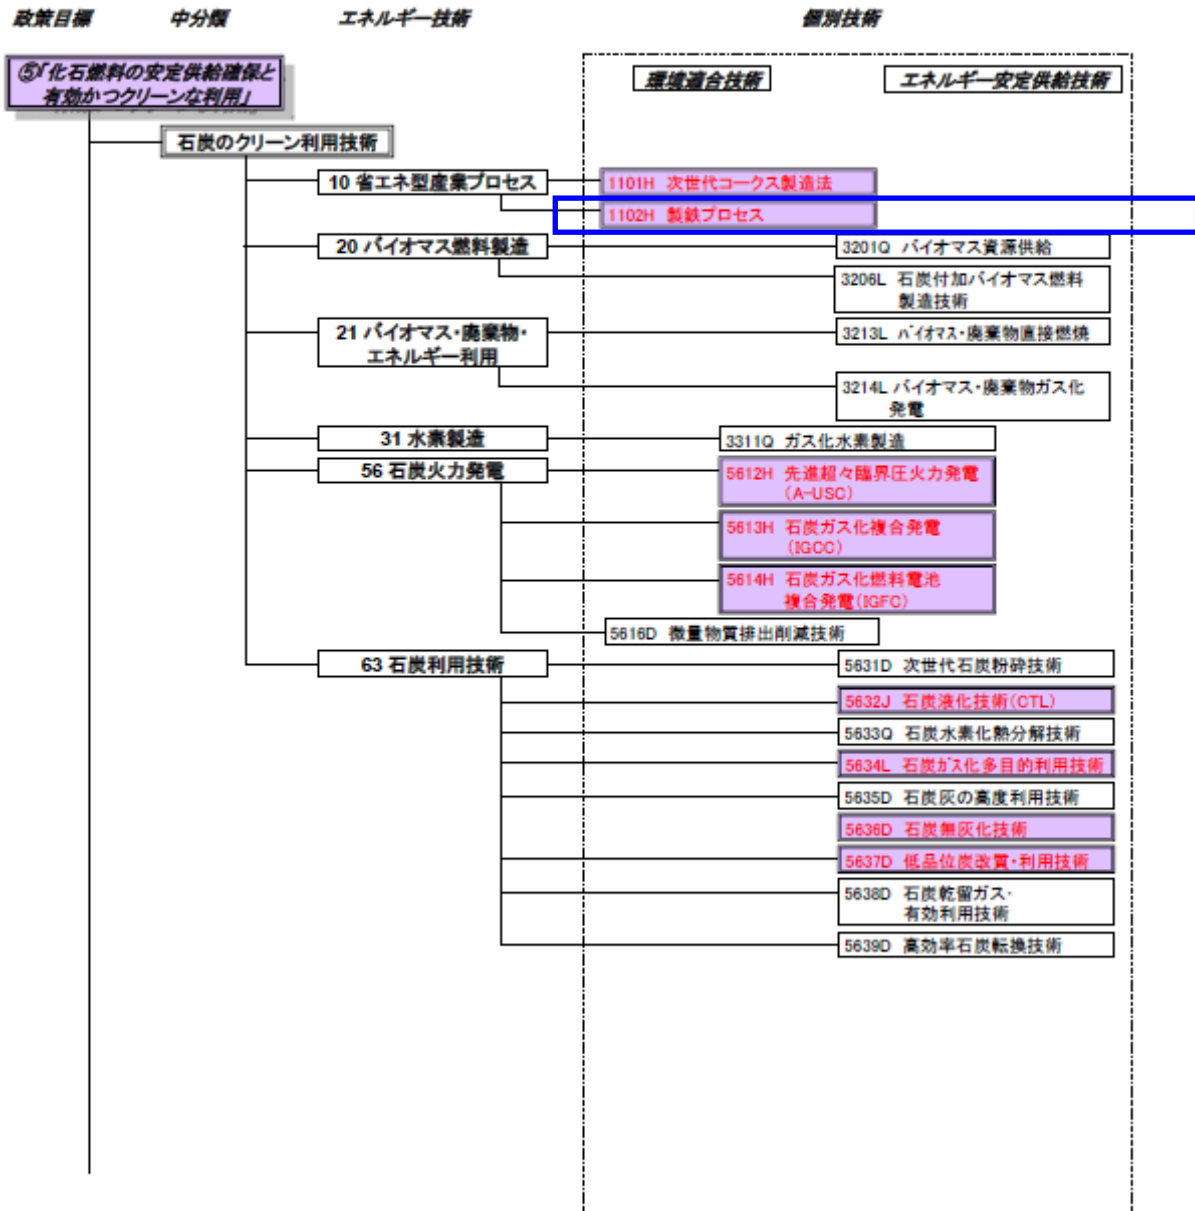 政策目標 中分類 エネルギー技術 個別技術
⑤「化石燃料の安定供給確保と
有効かつクリーンな利用」
環境適合技術 エネルギー安定供給技術
石炭のクリーン利用技術
10 省エネ型産業プロセス 1101H 次世代コークス製造法
1102H 製鉄プロセス
20 バイオマス燃料製造 3201Q バイオマス資源供給
3206L 石炭付加バイオマス燃料
製造技術
21 バイオマス・廃棄物・
エネルギー利用
3213L バイオマス・廃棄物直接燃焼
3214L バイオマス・廃棄物ガス化
発電
31 水素製造 3311Q ガス化水素製造
56 石炭火力発電 5612H 先進超々臨界圧火力発電
(A-USC)
5613H 石炭ガス化複合発電
(IGCC)
5614H 石炭ガス化燃料電池
複合発電(IGFC)
5616D 微量物質排出削減技術
63 石炭利用技術 5631D 次世代石炭粉砕技術
5632J 石炭液化技術(CTL)
5633Q 石炭水素化熱分解技術
5634L 石炭ガス化多目的利用技術
5635D 石炭灰の高度利用技術
5636D 石炭無灰化技術
5637D 低品位炭改質・利用技術
5638D 石炭乾留ガス・
有効利用技術
5639D 高効率石炭転換技術